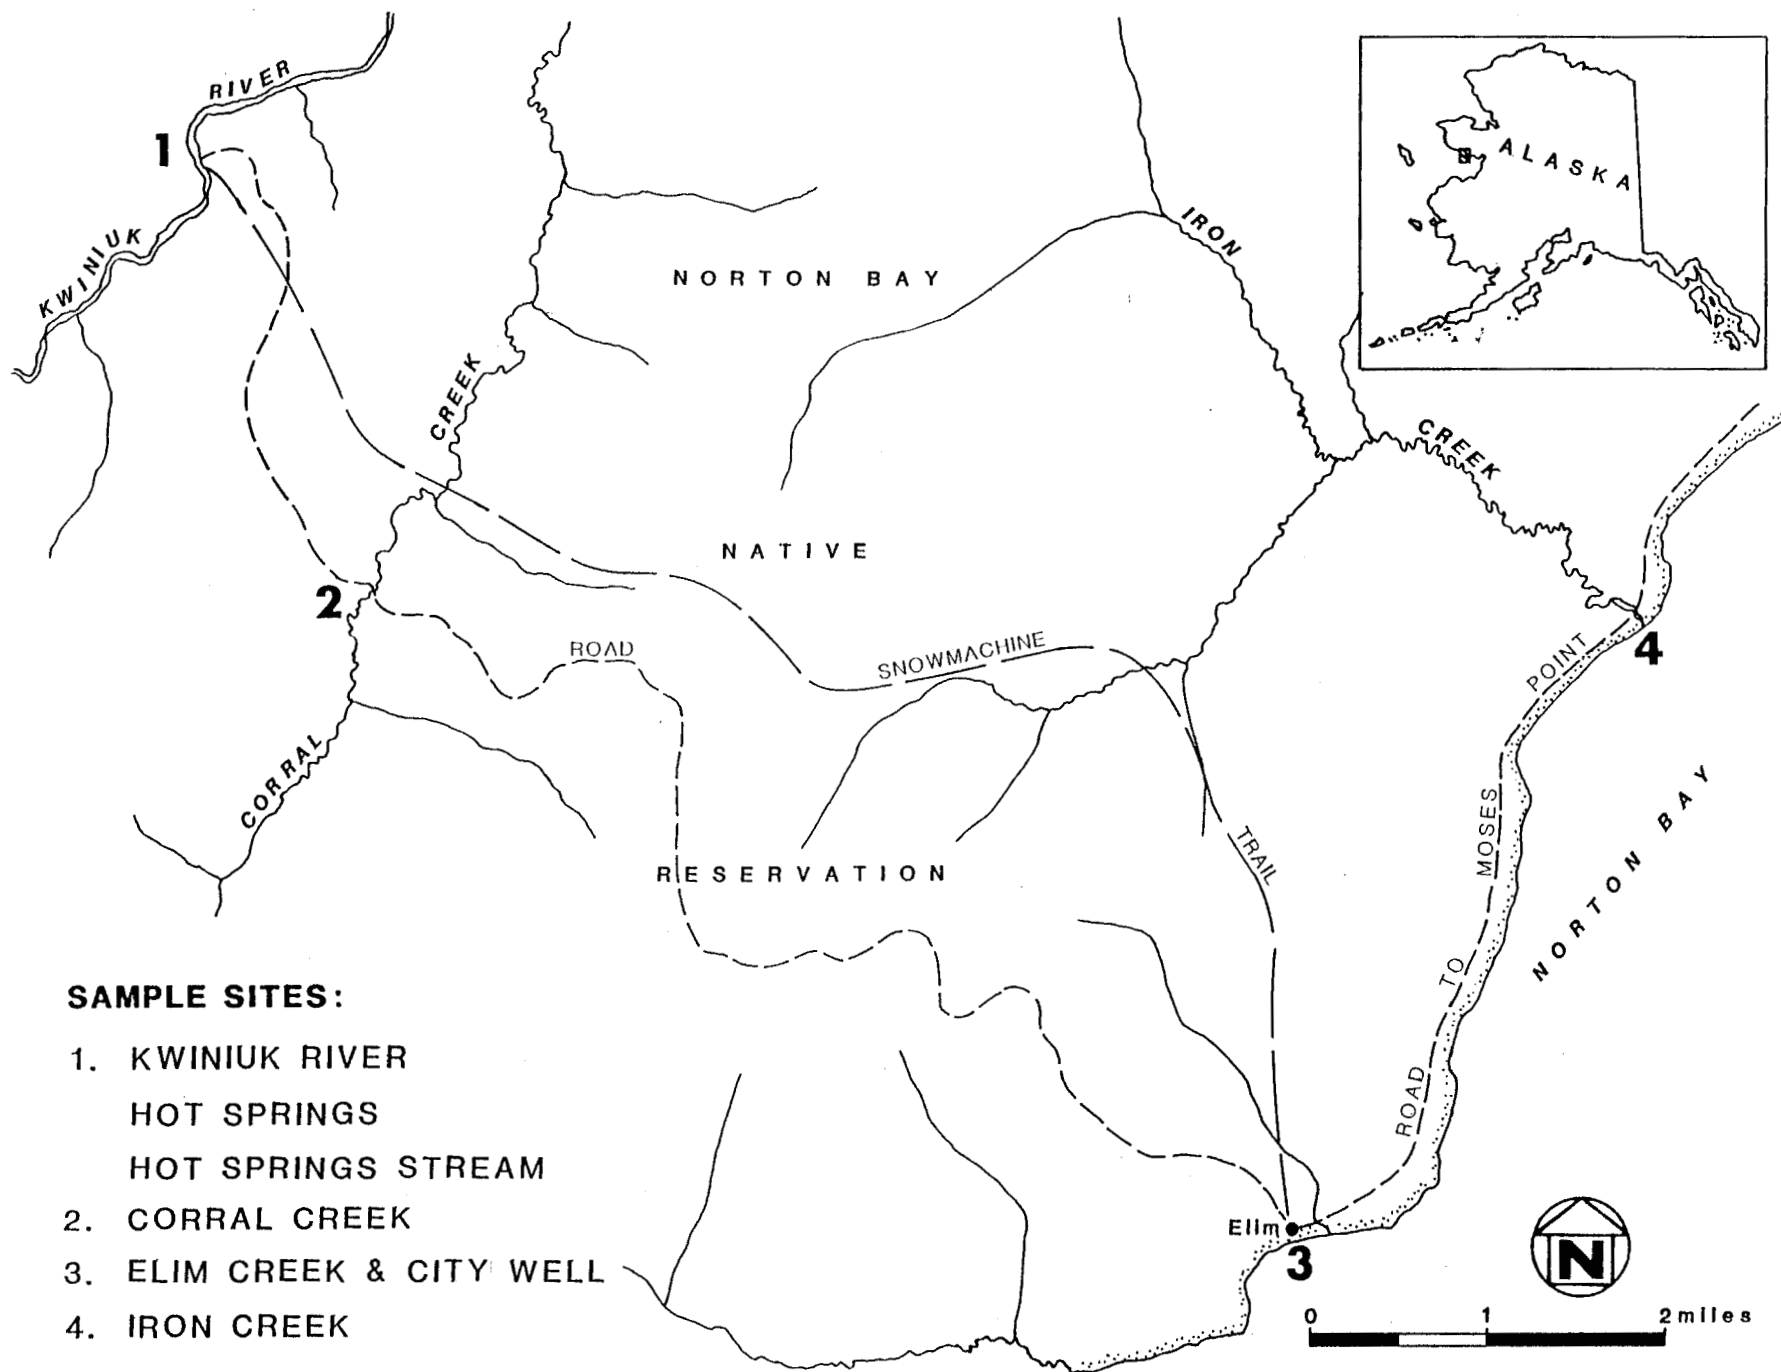 RIVER
1
KWINIUK
CREEK
NORTON BAY
IRON
ALASKA
CREEK
NATIVE
2
ROAD
SNOWMACHINE
POINT
4
CORRAL
MOSES
NORTON BAY
TRAIL
RESERVATION
TO
ROAD
Elim
3
SAMPLE SITES:
1. KWINIUK RIVER
HOT SPRINGS
HOT SPRINGS STREAM
2. CORRAL CREEK
3. ELIM CREEK & CITY WELL
4. IRON CREEK
N
0 1 2 miles